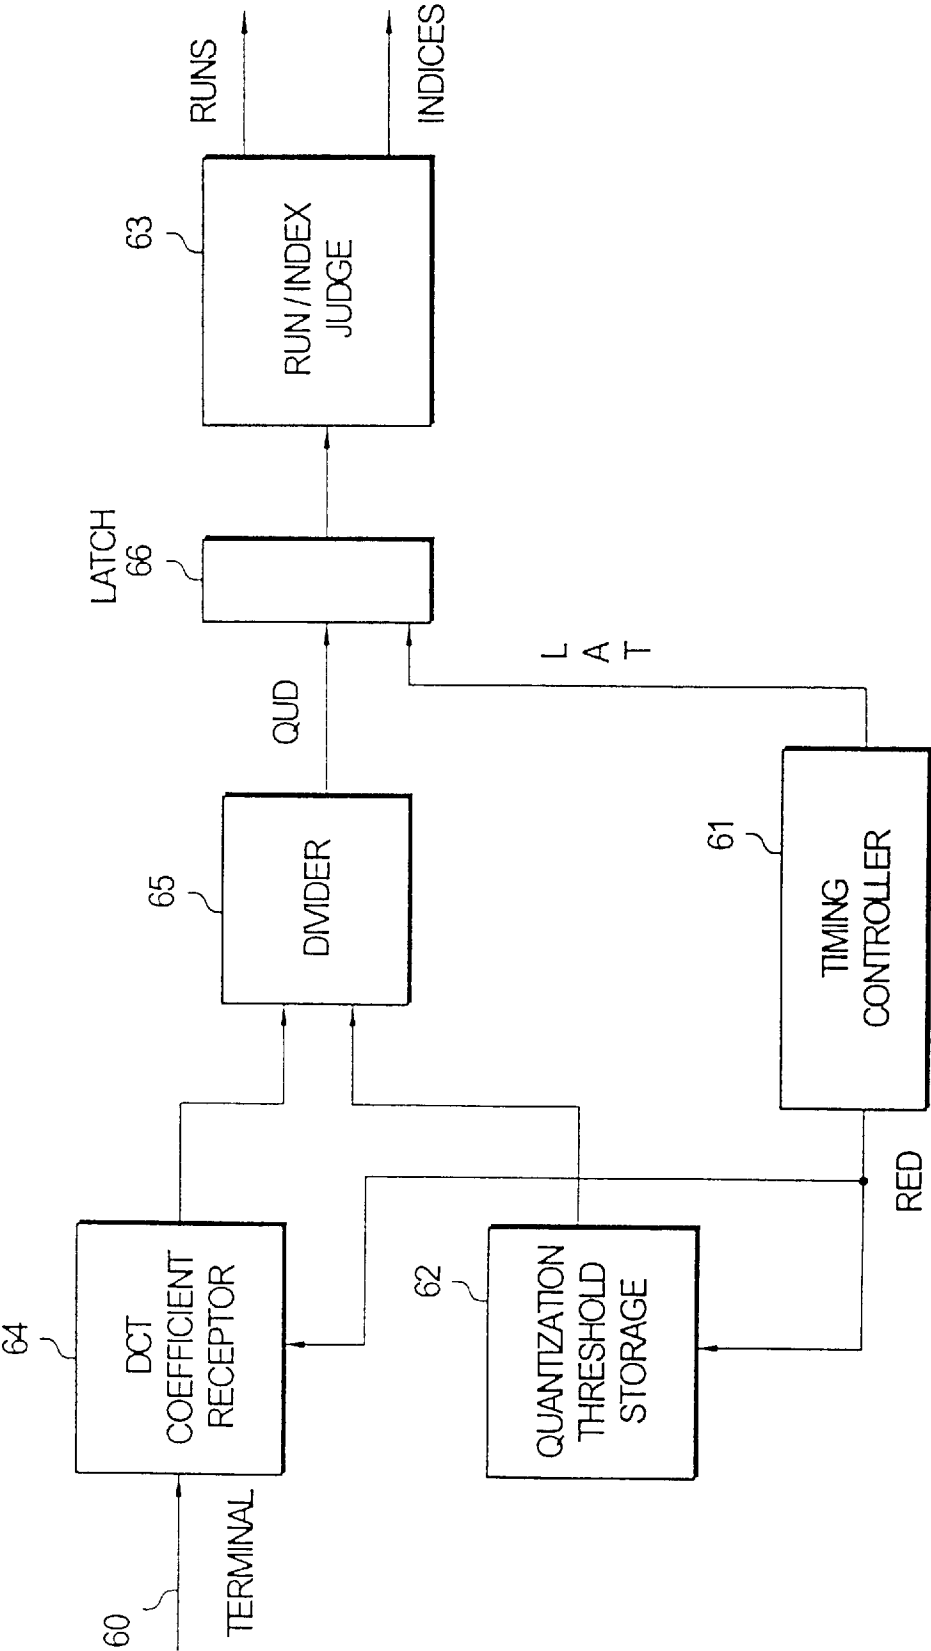 60
TERMINAL
64
DCT
COEFFICIENT
RECEPTOR
62
QUANTIZATION
THRESHOLD
STORAGE
RED
65
DIVIDER
61
TIMING
CONTROLLER
QUD
L
A
T
LATCH
66
63
RUN / INDEX
JUDGE
RUNS
INDICES